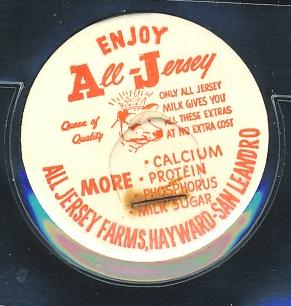 ENJOY
All-Jersey
Queen of
Quality
ONLY ALL JERSEY
MILK GIVES YOU
ALL THESE EXTRAS
AT NO EXTRA COST
MORE
• CALCIUM
• PROTEIN
PHOSPHORUS
• MILK SUGAR
ALL JERSEY FARMS, HAYWARD-SAN LEANDRO